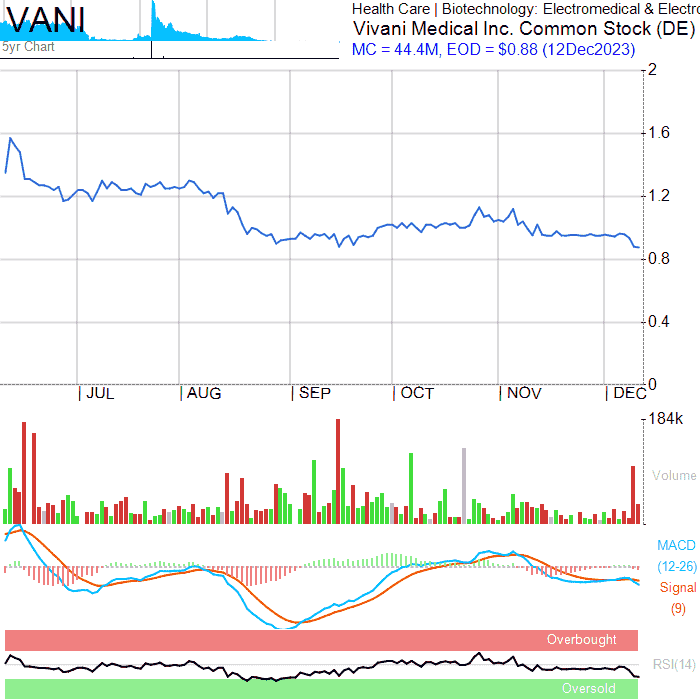 VANI
5yr Chart
Health Care | Biotechnology: Electromedical & Electro
Vivani Medical Inc. Common Stock (DE)
MC = 44.4M, EOD = $0.88 (12Dec2023)
2
1.6
1.2
0.8
0.4
0
| JUL | AUG | SEP | OCT | NOV | DEC
184k
Volume
MACD
(12-26)
Signal
(9)
Overbought
RSI(14)
Oversold